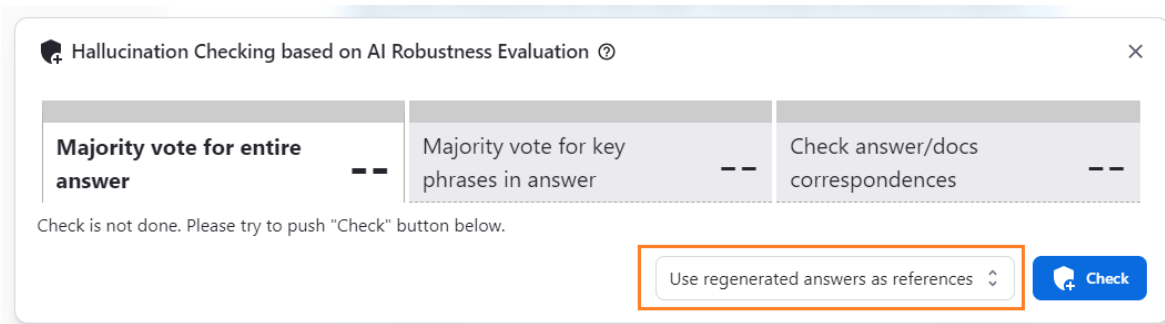 Hallucination Checking based on AI Robustness Evaluation
Majority vote for entire
answer
--
Majority vote for key
phrases in answer
--
Check answer/docs
correspondences
--
Check is not done. Please try to push "Check" button below.
Use regenerated answers as references
Check